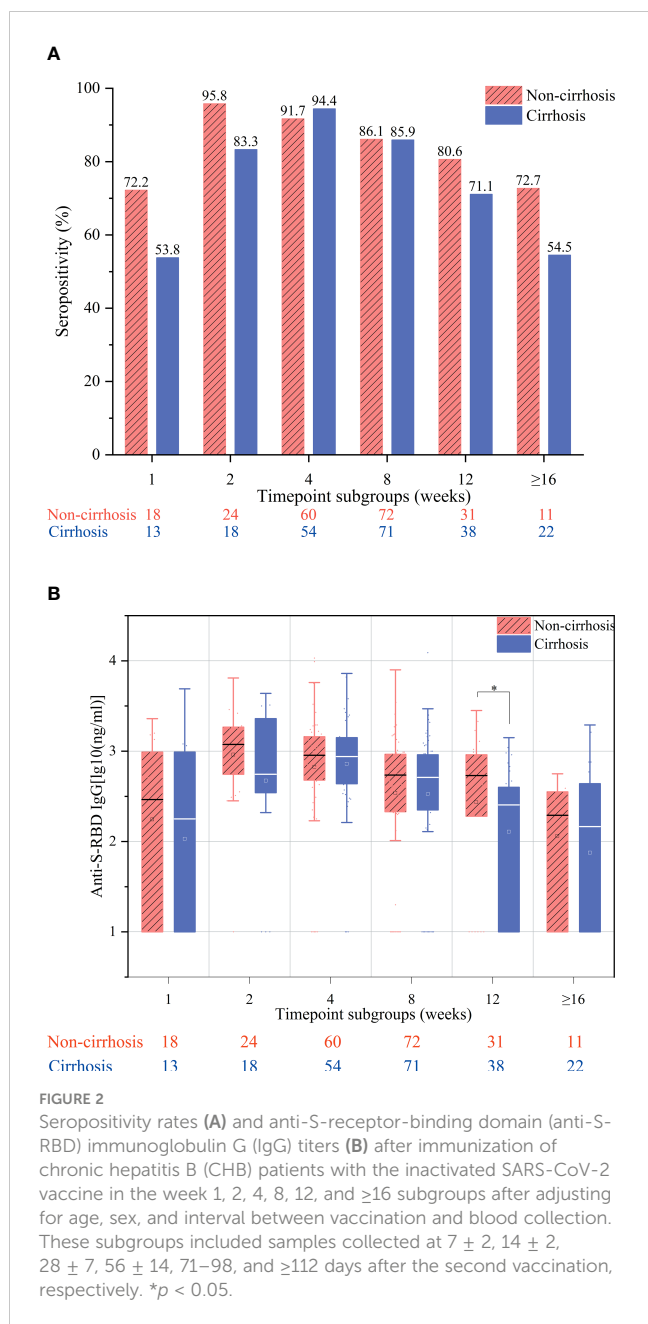 A
100
80
60
40
20
0
Seropositivity (%)
Non-cirrhosis
Cirrhosis
72.2
53.8
95.8
83.3
91.7
94.4
86.1
85.9
80.6
71.1
72.7
54.5
1 2 4 8 12 ≥16
Timepoint subgroups (weeks)
Non-cirrhosis 18 24 60 72 31 11
Cirrhosis 13 18 54 71 38 22
B
4
3
2
1
Anti-S-RBD IgG[lg10(ng/ml)]
Non-cirrhosis
Cirrhosis
*
1 2 4 8 12 ≥16
Timepoint subgroups (weeks)
Non-cirrhosis 18 24 60 72 31 11
Cirrhosis 13 18 54 71 38 22
FIGURE 2
Seropositivity rates (A) and anti-S-receptor-binding domain (anti-S-
RBD) immunoglobulin G (IgG) titers (B) after immunization of
chronic hepatitis B (CHB) patients with the inactivated SARS-CoV-2
vaccine in the week 1, 2, 4, 8, 12, and ≥16 subgroups after adjusting
for age, sex, and interval between vaccination and blood collection.
These subgroups included samples collected at 7 ± 2, 14 ± 2,
28 ± 7, 56 ± 14, 71–98, and ≥112 days after the second vaccination,
respectively. *p < 0.05.